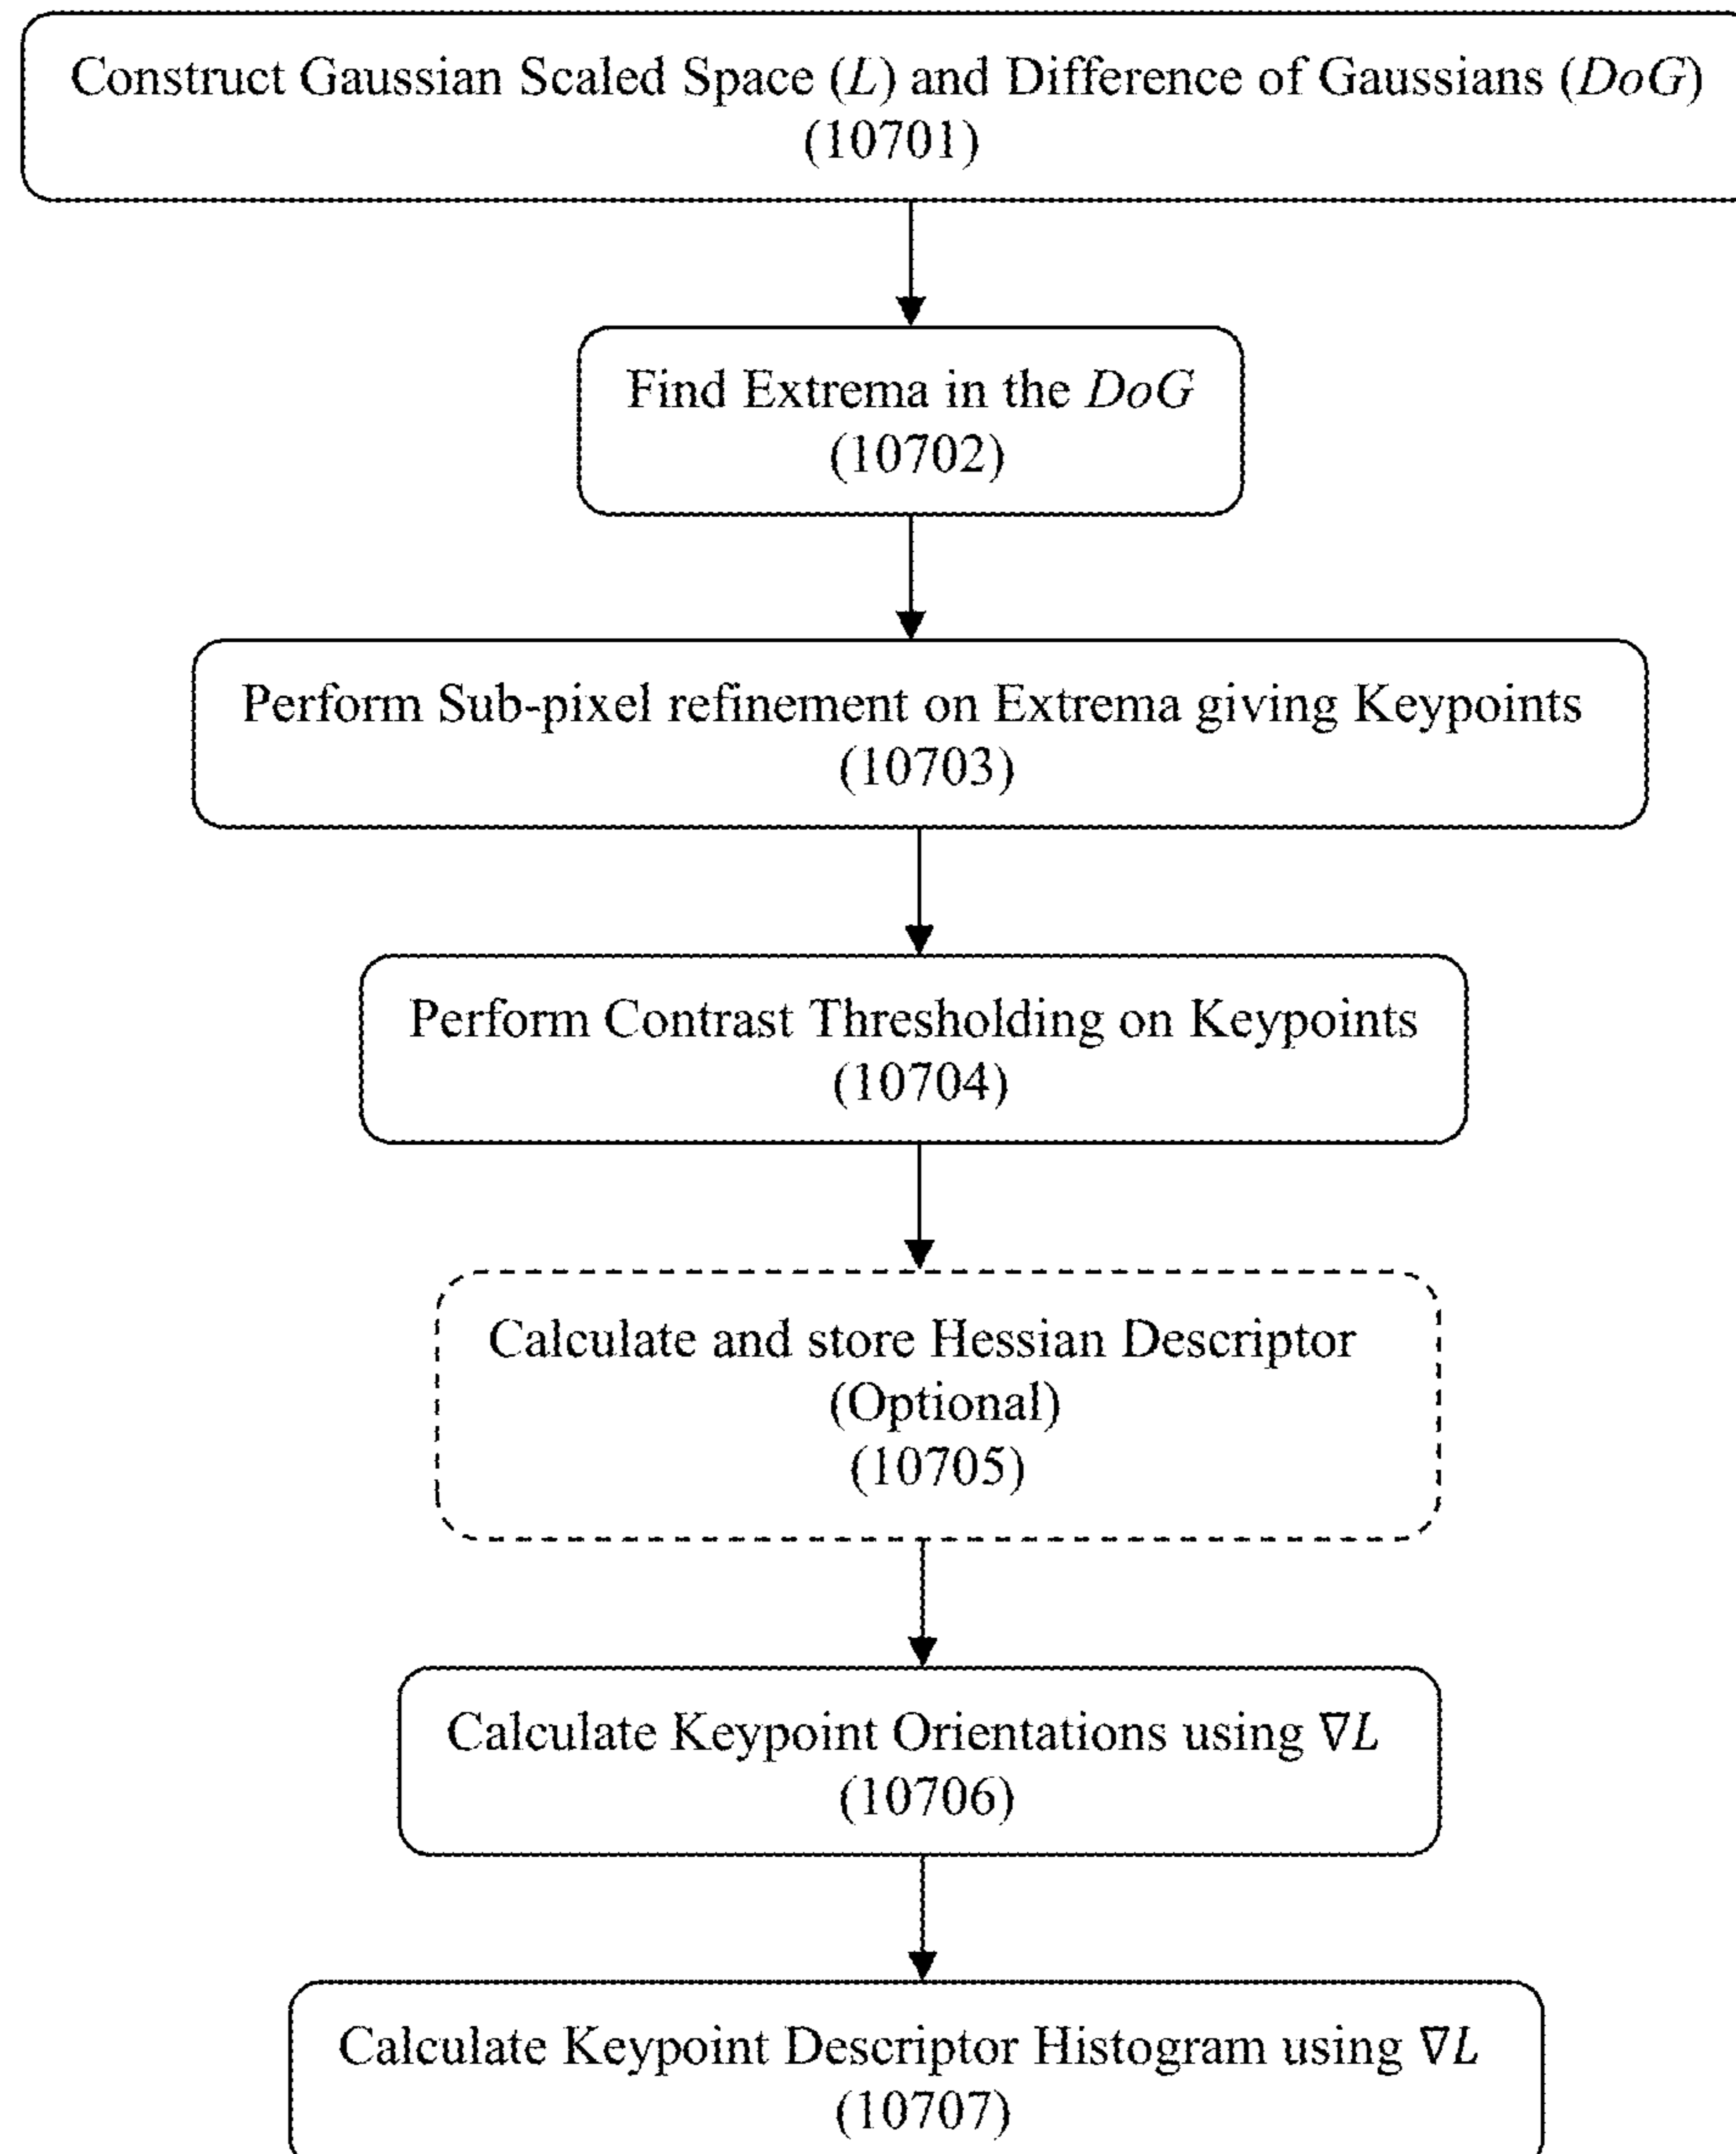 Construct Gaussian Scaled Space (L) and Difference of Gaussians (DoG)
(10701)
Find Extrema in the DoG
(10702)
Perform Sub-pixel refinement on Extrema giving Keypoints
(10703)
Perform Contrast Thresholding on Keypoints
(10704)
Calculate and store Hessian Descriptor
(Optional)
(10705)
Calculate Keypoint Orientations using ∇L
(10706)
Calculate Keypoint Descriptor Histogram using ∇L
(10707)